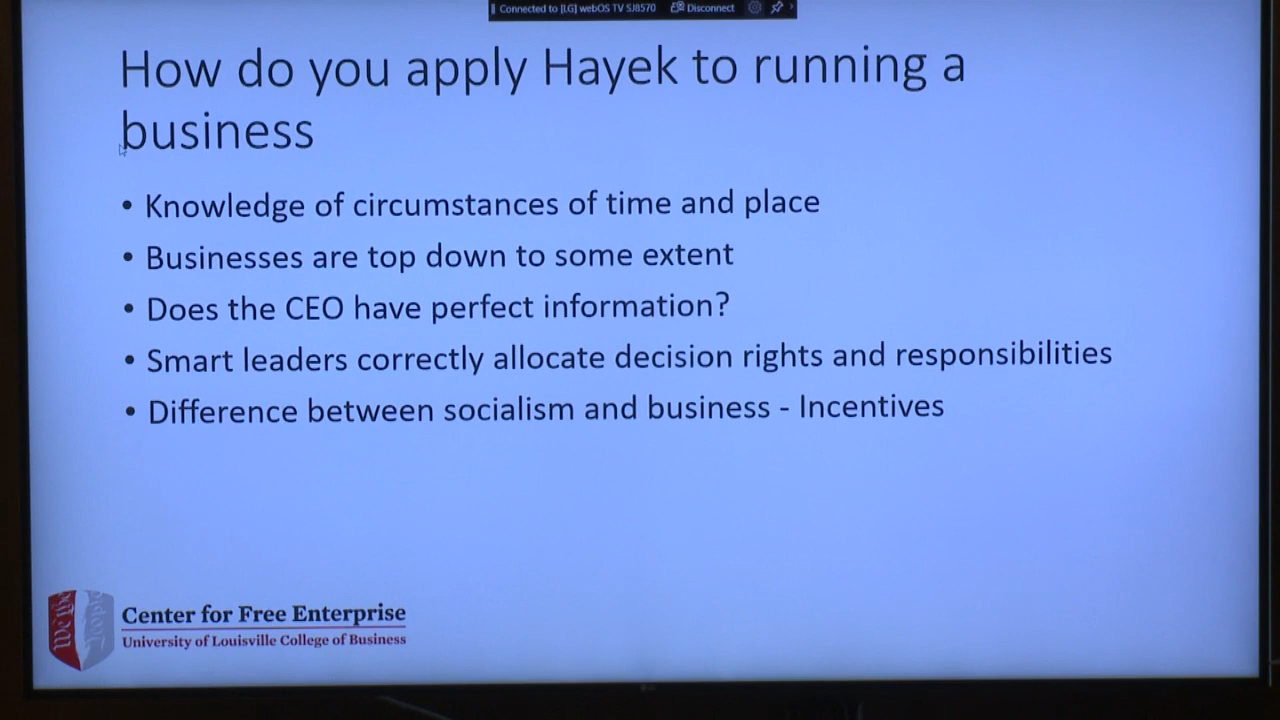 Connected to [LG] webOS TV SJ8570 Disconnect
How do you apply Hayek to running a
business
• Knowledge of circumstances of time and place
• Businesses are top down to some extent
• Does the CEO have perfect information?
• Smart leaders correctly allocate decision rights and responsibilities
• Difference between socialism and business - Incentives
We the
Center for Free Enterprise
University of Louisville College of Business